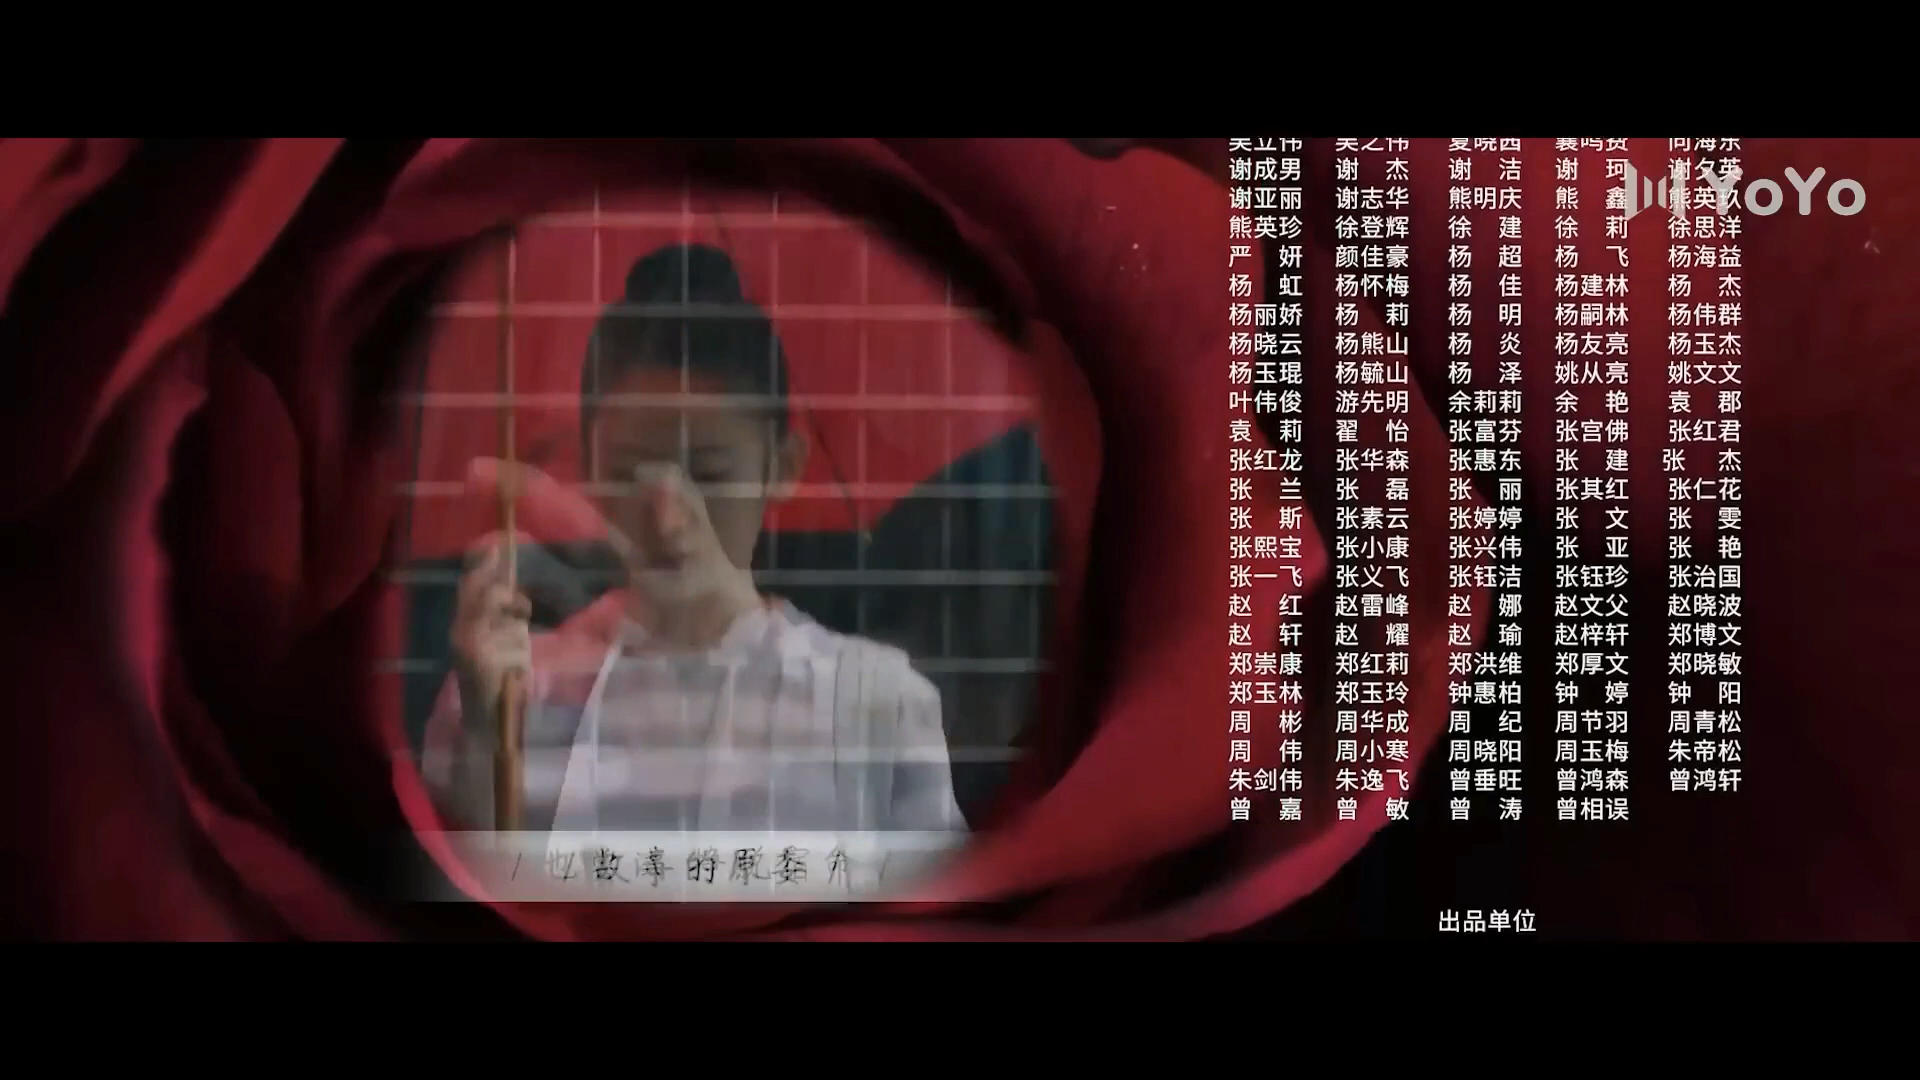 谢成男 谢 杰 谢 洁 谢 珂 谢夕英
YoYo
谢亚丽 谢志华 熊明庆 熊 鑫 熊英玖
熊英珍 徐登辉 徐 建 徐 莉 徐思洋
严 妍 颜佳豪 杨 超 杨 飞 杨海益
杨 虹 杨怀梅 杨 佳 杨建林 杨 杰
杨丽娇 杨 莉 杨 明 杨嗣林 杨伟群
杨晓云 杨熊山 杨 炎 杨友亮 杨玉杰
杨玉琨 杨毓山 杨 泽 姚从亮 姚文文
叶伟俊 游先明 余莉莉 余 艳 袁 郡
袁 莉 翟 怡 张富芬 张宫佛 张红君
张红龙 张华森 张惠东 张 建 张 杰
张 兰 张 磊 张 丽 张其红 张仁花
张 斯 张素云 张婷婷 张 文 张 雯
张熙宝 张小康 张兴伟 张 亚 张 艳
张一飞 张义飞 张钰洁 张钰珍 张治国
赵 红 赵雷峰 赵 娜 赵文父 赵晓波
赵 轩 赵 耀 赵 瑜 赵梓轩 郑博文
郑崇康 郑红莉 郑洪维 郑厚文 郑晓敏
郑玉林 郑玉玲 钟惠柏 钟 婷 钟 阳
周 彬 周华成 周 纪 周节羽 周青松
周 伟 周小寒 周晓阳 周玉梅 朱帝松
朱剑伟 朱逸飞 曾垂旺 曾鸿森 曾鸿轩
曾 嘉 曾 敏 曾 涛 曾相误
出品单位